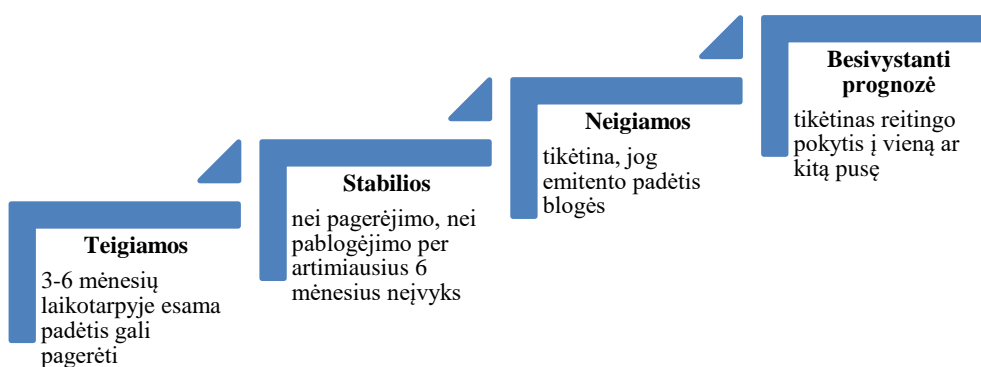 Teigiamos
3-6 mėnesių
laikotarpyje esama
padėtis gali
pagerėti
Stabilios
nei pagerėjimo, nei
pablogėjimo per
artimiausius 6
mėnesius neįvyks
Neigiamos
tikėtina, jog
emitento padėtis
blogės
Besivystanti
prognozė
tikėtinas reitingo
pokytis į vieną ar
kitą pusę